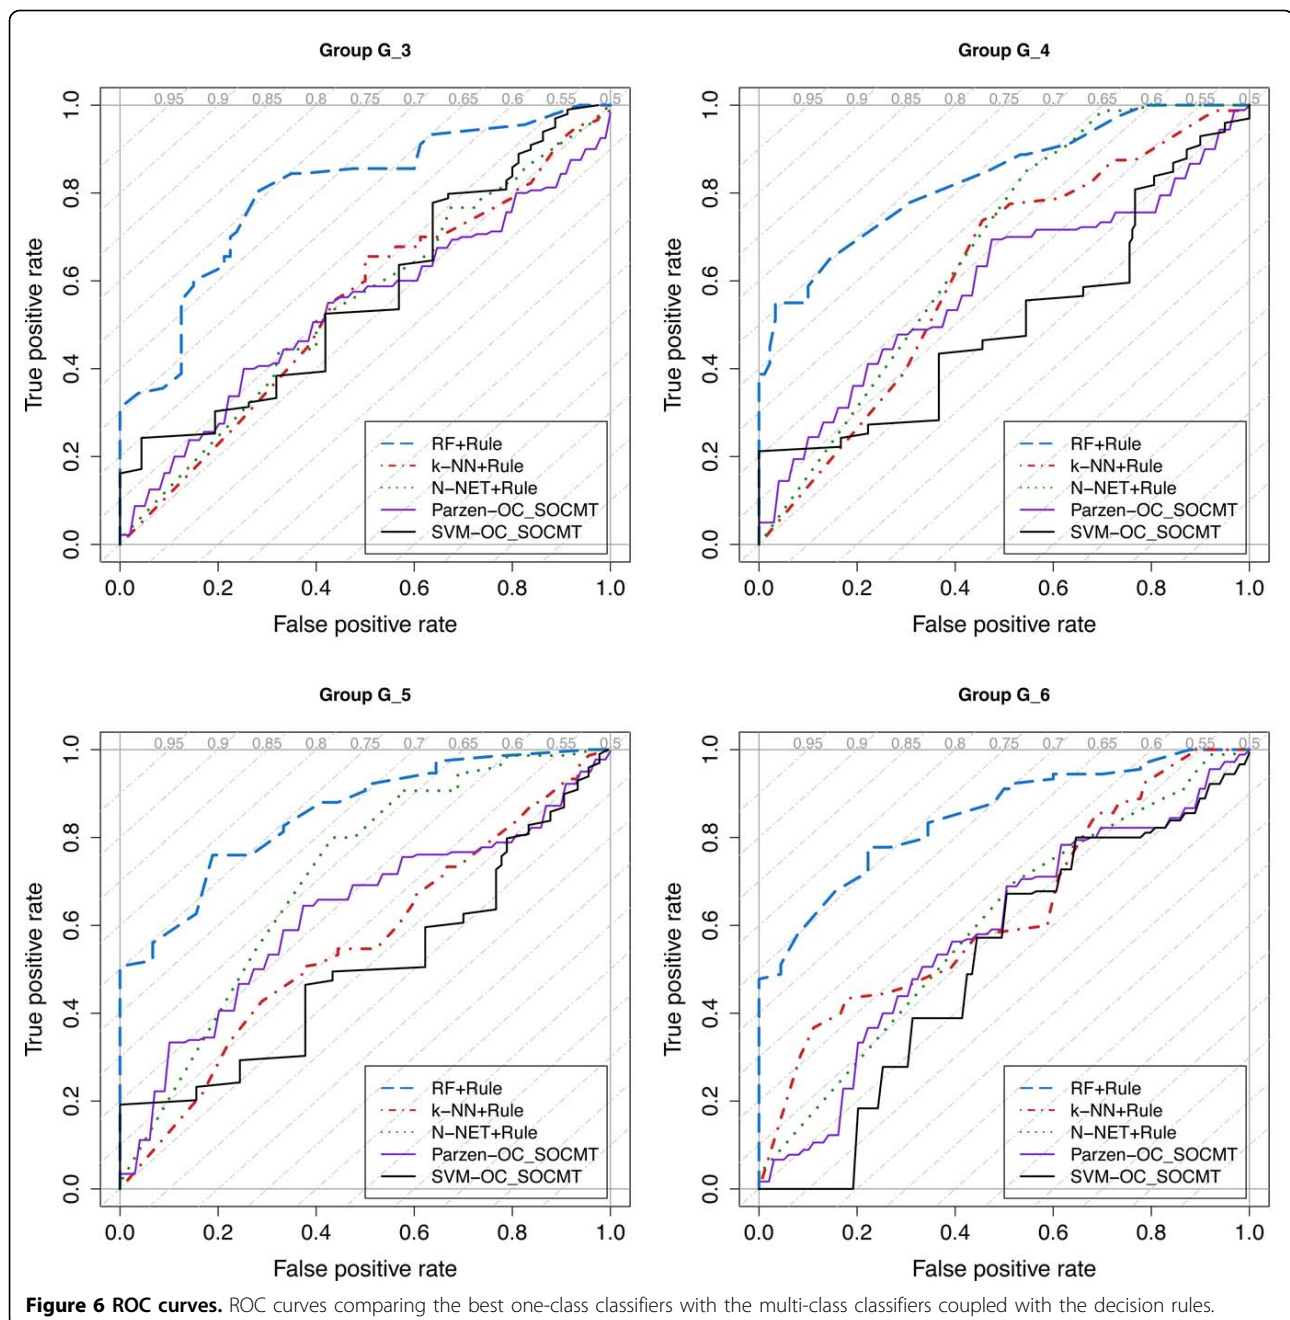 Group G_3
0.95 0.9 0.85 0.8 0.75 0.7 0.65 0.6 0.55 0.5
True positive rate
1.0
0.8
0.6
0.4
0.2
0.0
RF+Rule
k-NN+Rule
N-NET+Rule
Parzen-OC_SOCMT
SVM-OC_SOCMT
0.0 0.2 0.4 0.6 0.8 1.0
False positive rate
Group G_4
0.95 0.9 0.85 0.8 0.75 0.7 0.65 0.6 0.55 0.5
True positive rate
1.0
0.8
0.6
0.4
0.2
0.0
RF+Rule
k-NN+Rule
N-NET+Rule
Parzen-OC_SOCMT
SVM-OC_SOCMT
0.0 0.2 0.4 0.6 0.8 1.0
False positive rate
Group G_5
0.95 0.9 0.85 0.8 0.75 0.7 0.65 0.6 0.55 0.5
True positive rate
1.0
0.8
0.6
0.4
0.2
0.0
RF+Rule
k-NN+Rule
N-NET+Rule
Parzen-OC_SOCMT
SVM-OC_SOCMT
0.0 0.2 0.4 0.6 0.8 1.0
False positive rate
Group G_6
0.95 0.9 0.85 0.8 0.75 0.7 0.65 0.6 0.55 0.5
True positive rate
1.0
0.8
0.6
0.4
0.2
0.0
RF+Rule
k-NN+Rule
N-NET+Rule
Parzen-OC_SOCMT
SVM-OC_SOCMT
0.0 0.2 0.4 0.6 0.8 1.0
False positive rate
Figure 6 ROC curves. ROC curves comparing the best one-class classifiers with the multi-class classifiers coupled with the decision rules.